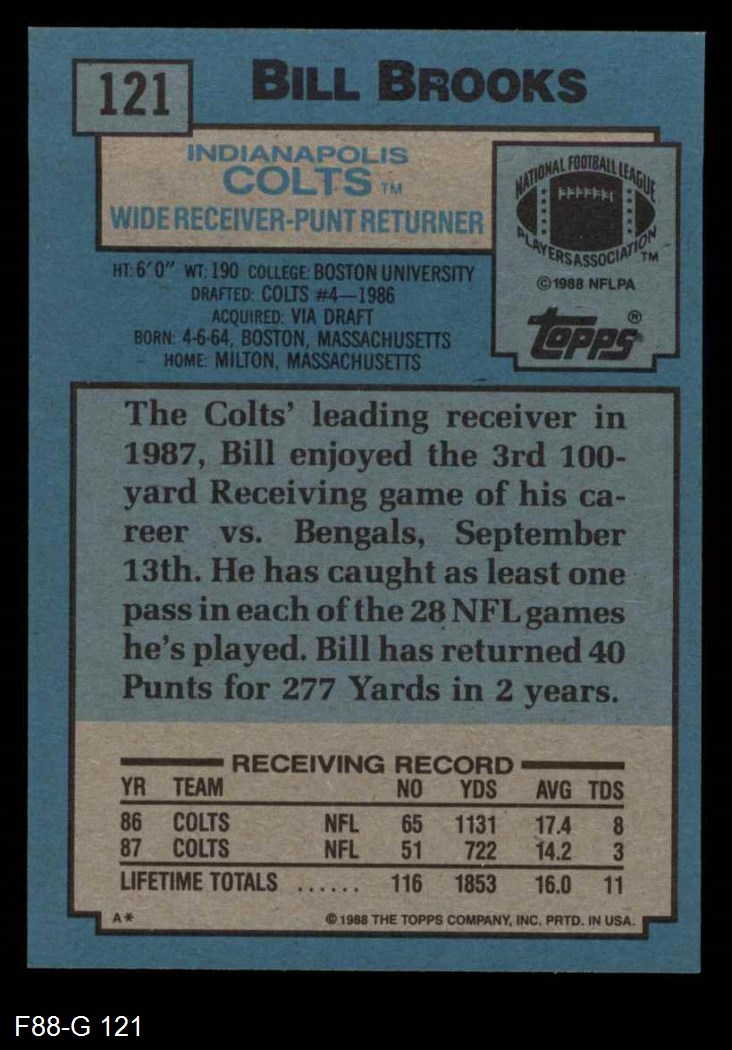 121
BILL BROOKS
INDIANAPOLIS
COLTS TM
WIDE RECEIVER-PUNT RETURNER
NATIONAL FOOTBALL LEAGUE
PLAYERS ASSOCIATION TM
© 1988 NFLPA
topps ®
HT: 6'0" WT: 190 COLLEGE: BOSTON UNIVERSITY
DRAFTED: COLTS #4—1986
ACQUIRED: VIA DRAFT
BORN: 4-6-64, BOSTON, MASSACHUSETTS
HOME: MILTON, MASSACHUSETTS
The Colts' leading receiver in
1987, Bill enjoyed the 3rd 100-
yard Receiving game of his ca-
reer vs. Bengals, September
13th. He has caught as least one
pass in each of the 28 NFL games
he's played. Bill has returned 40
Punts for 277 Yards in 2 years.
RECEIVING RECORD
YR TEAM NO YDS AVG TDS
86 COLTS NFL 65 1131 17.4 8
87 COLTS NFL 51 722 14.2 3
LIFETIME TOTALS ...... 116 1853 16.0 11
A* © 1988 THE TOPPS COMPANY, INC. PRTD. IN USA.
F88-G 121